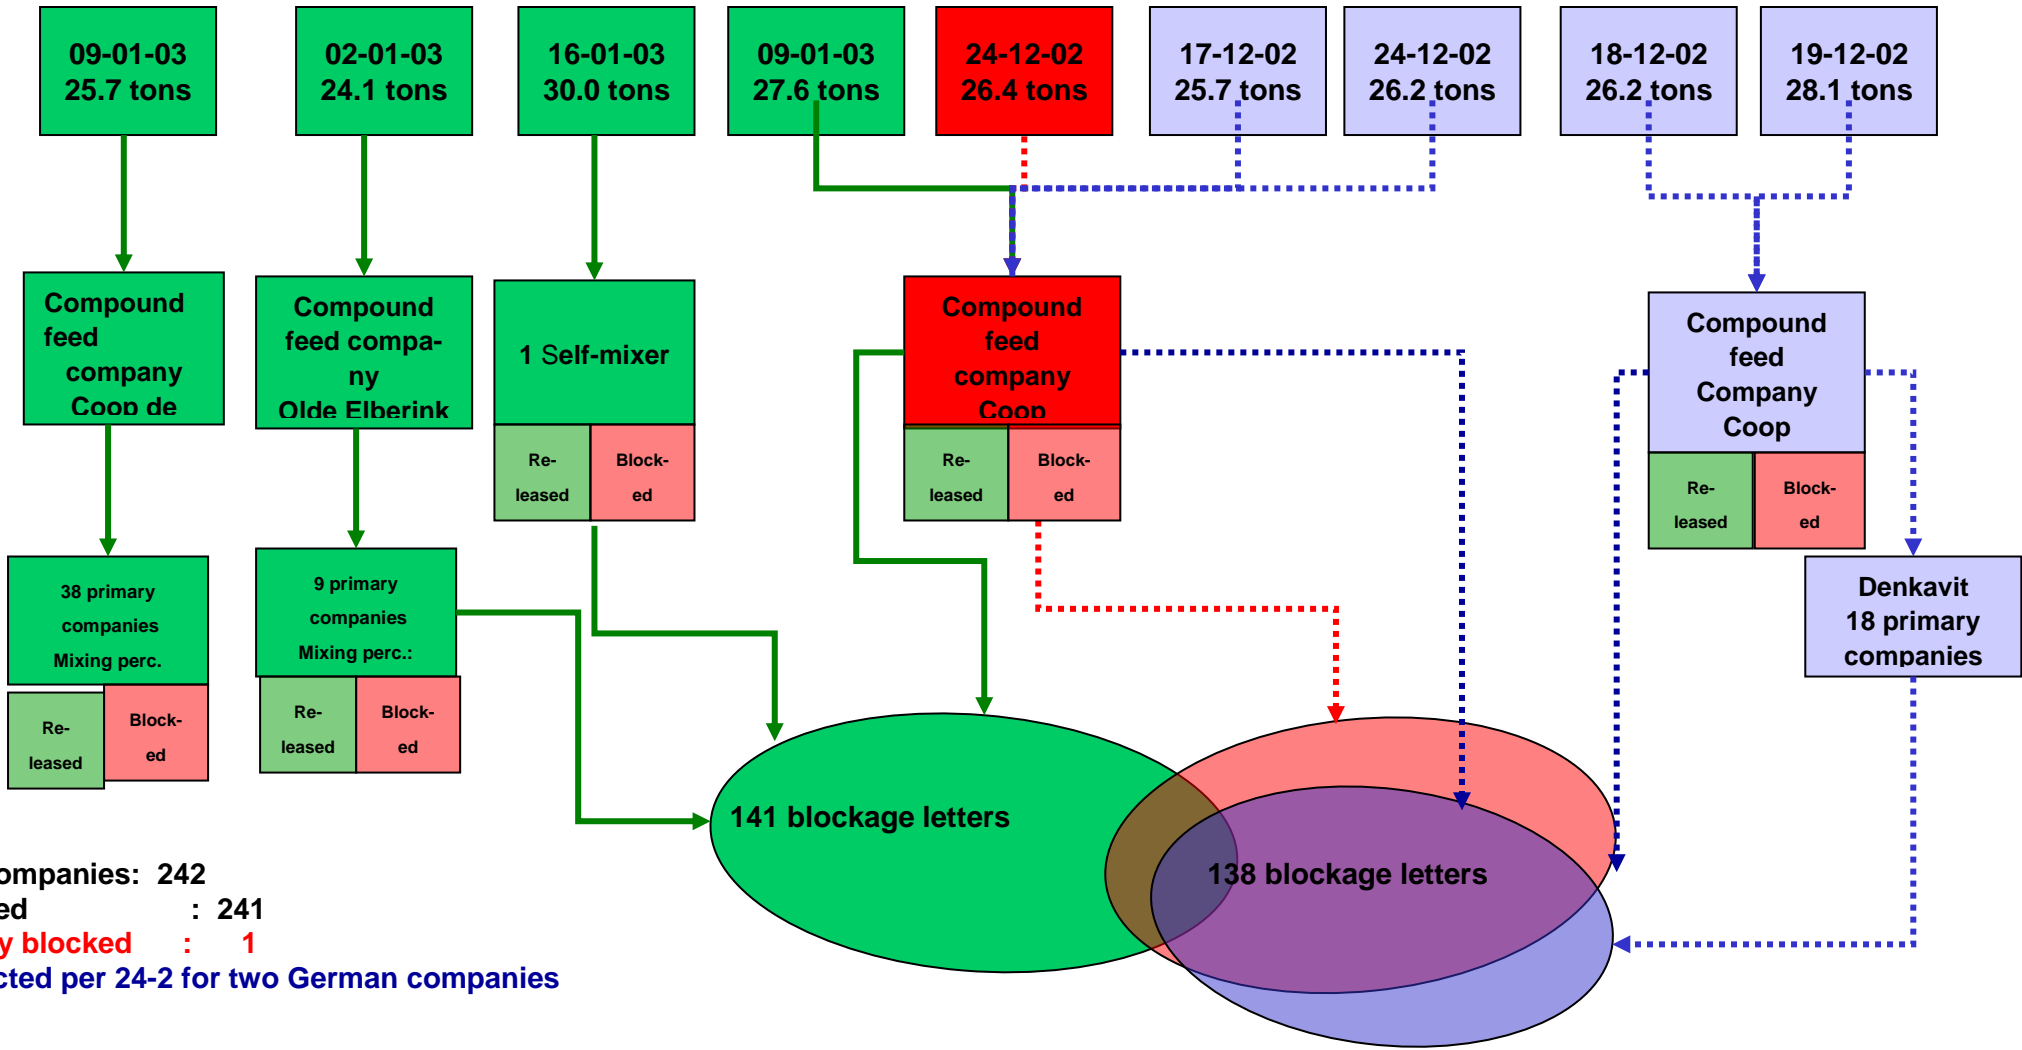 09-01-03
25.7 tons
02-01-03
24.1 tons
16-01-03
30.0 tons
09-01-03
27.6 tons
24-12-02
26.4 tons
17-12-02
25.7 tons
24-12-02
26.2 tons
18-12-02
26.2 tons
19-12-02
28.1 tons
Compound
feed
company
Coop de
Compound
feed compa-
ny
Olde Elberink
1 Self-mixer
Re-
leased
Block-
ed
Compound
feed
company
Coop
Re-
leased
Block-
ed
Compound
feed
Company
Coop
Re-
leased
Block-
ed
38 primary
companies
Mixing perc.
Re-
leased
Block-
ed
9 primary
companies
Mixing perc.:
Re-
leased
Block-
ed
Denkavit
18 primary
companies
141 blockage letters
138 blockage letters
ompanies: 242
ed : 241
y blocked : 1
cted per 24-2 for two German companies